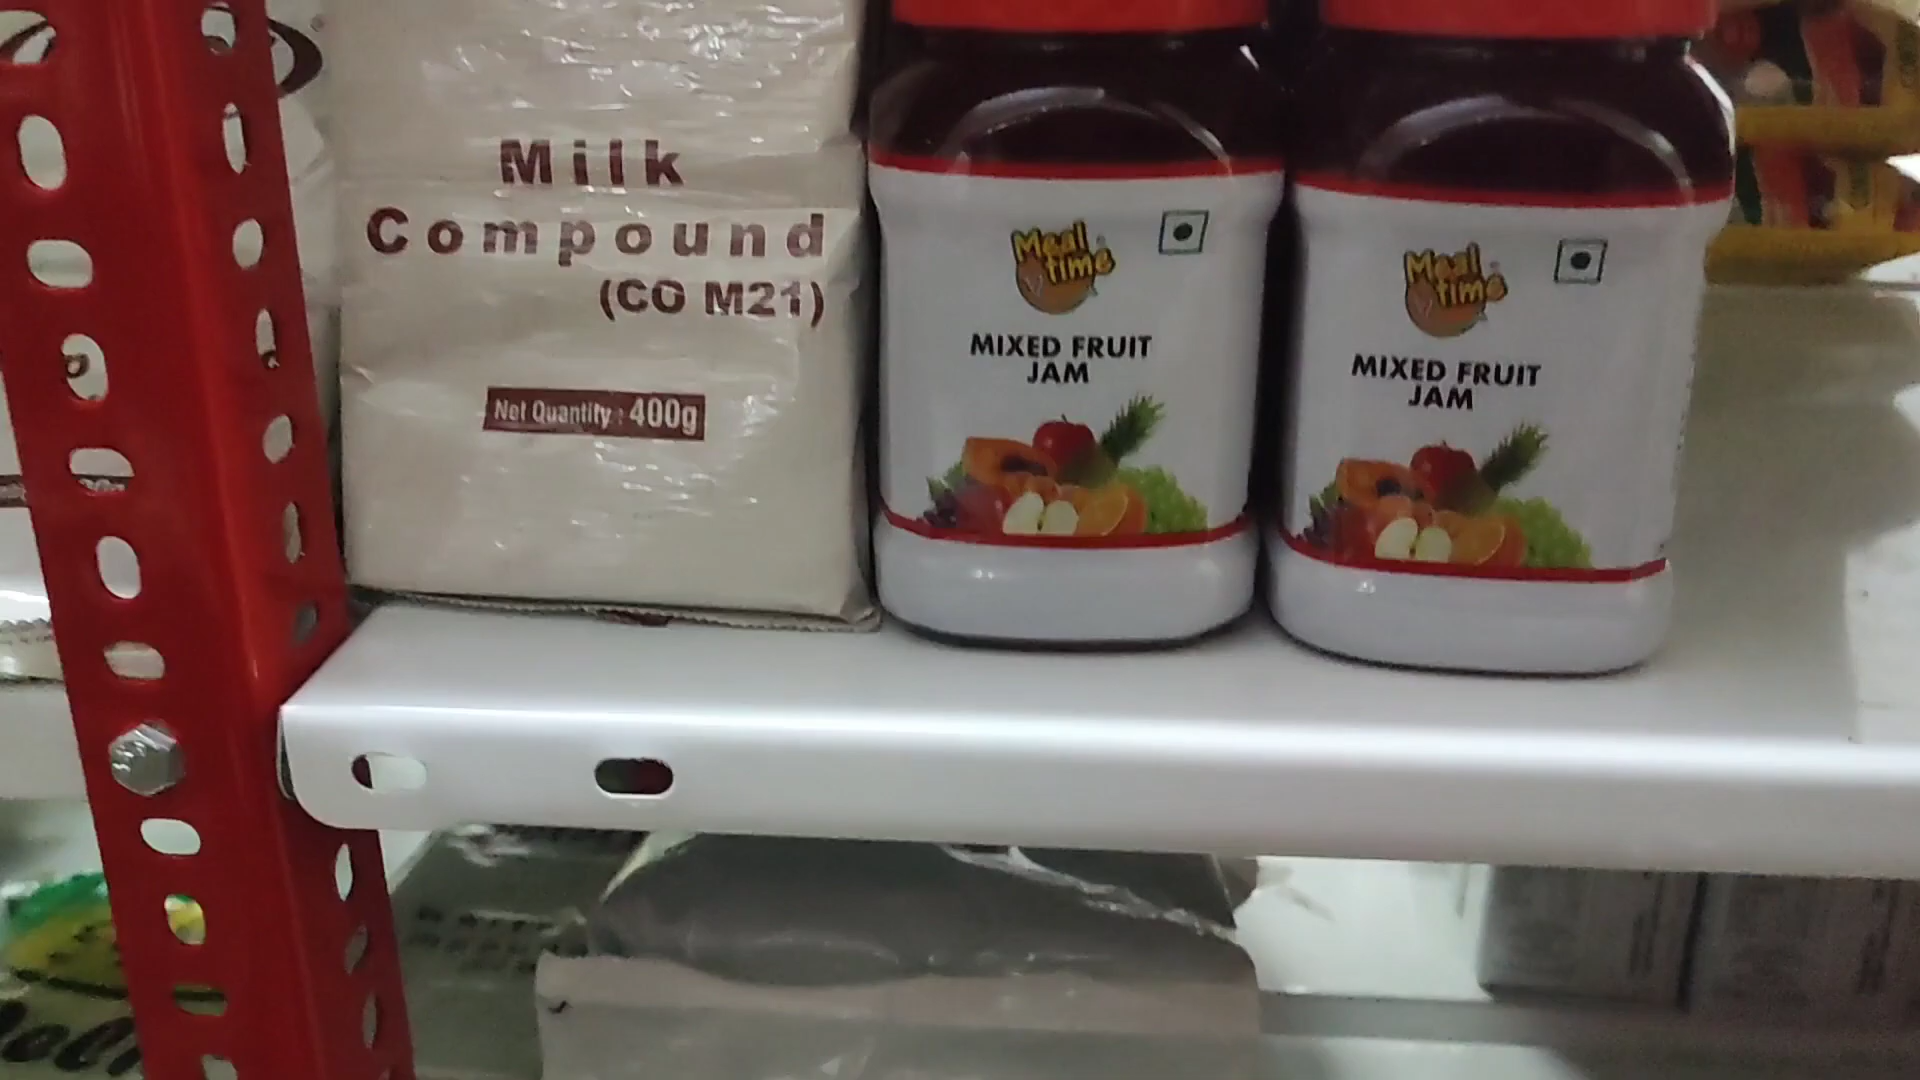 Milk
Compound
(CO M21)
Net Quantity : 400g
Meal
time
MIXED FRUIT
JAM
Meal
time
MIXED FRUIT
JAM